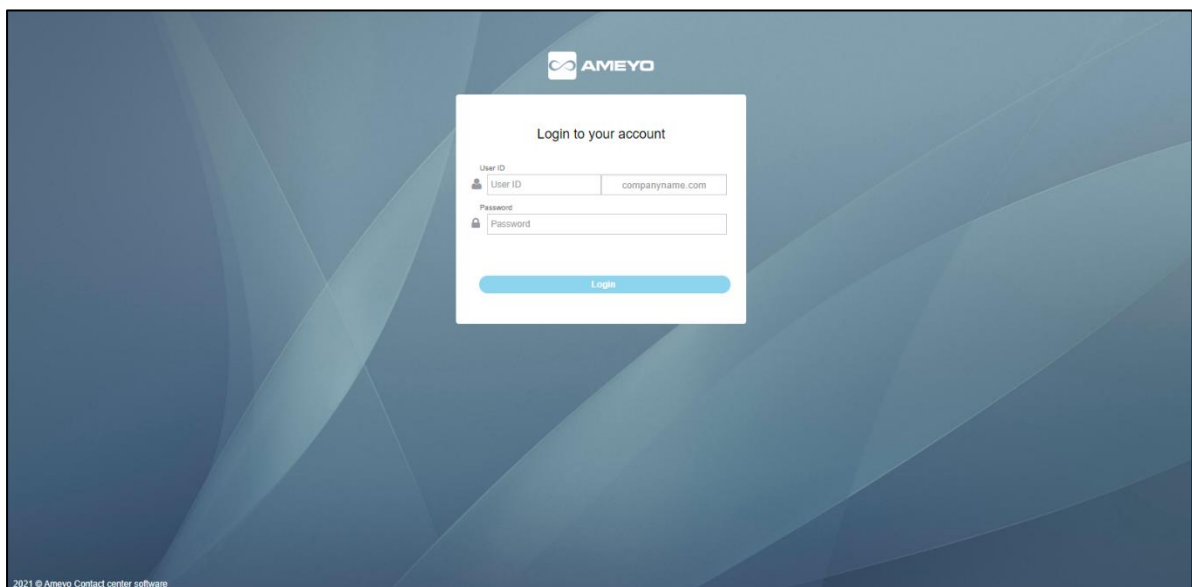 AMEYO
Login to your account
User ID
User ID companyname.com
Password
Password
Login
2021 © Ameyo Contact center software